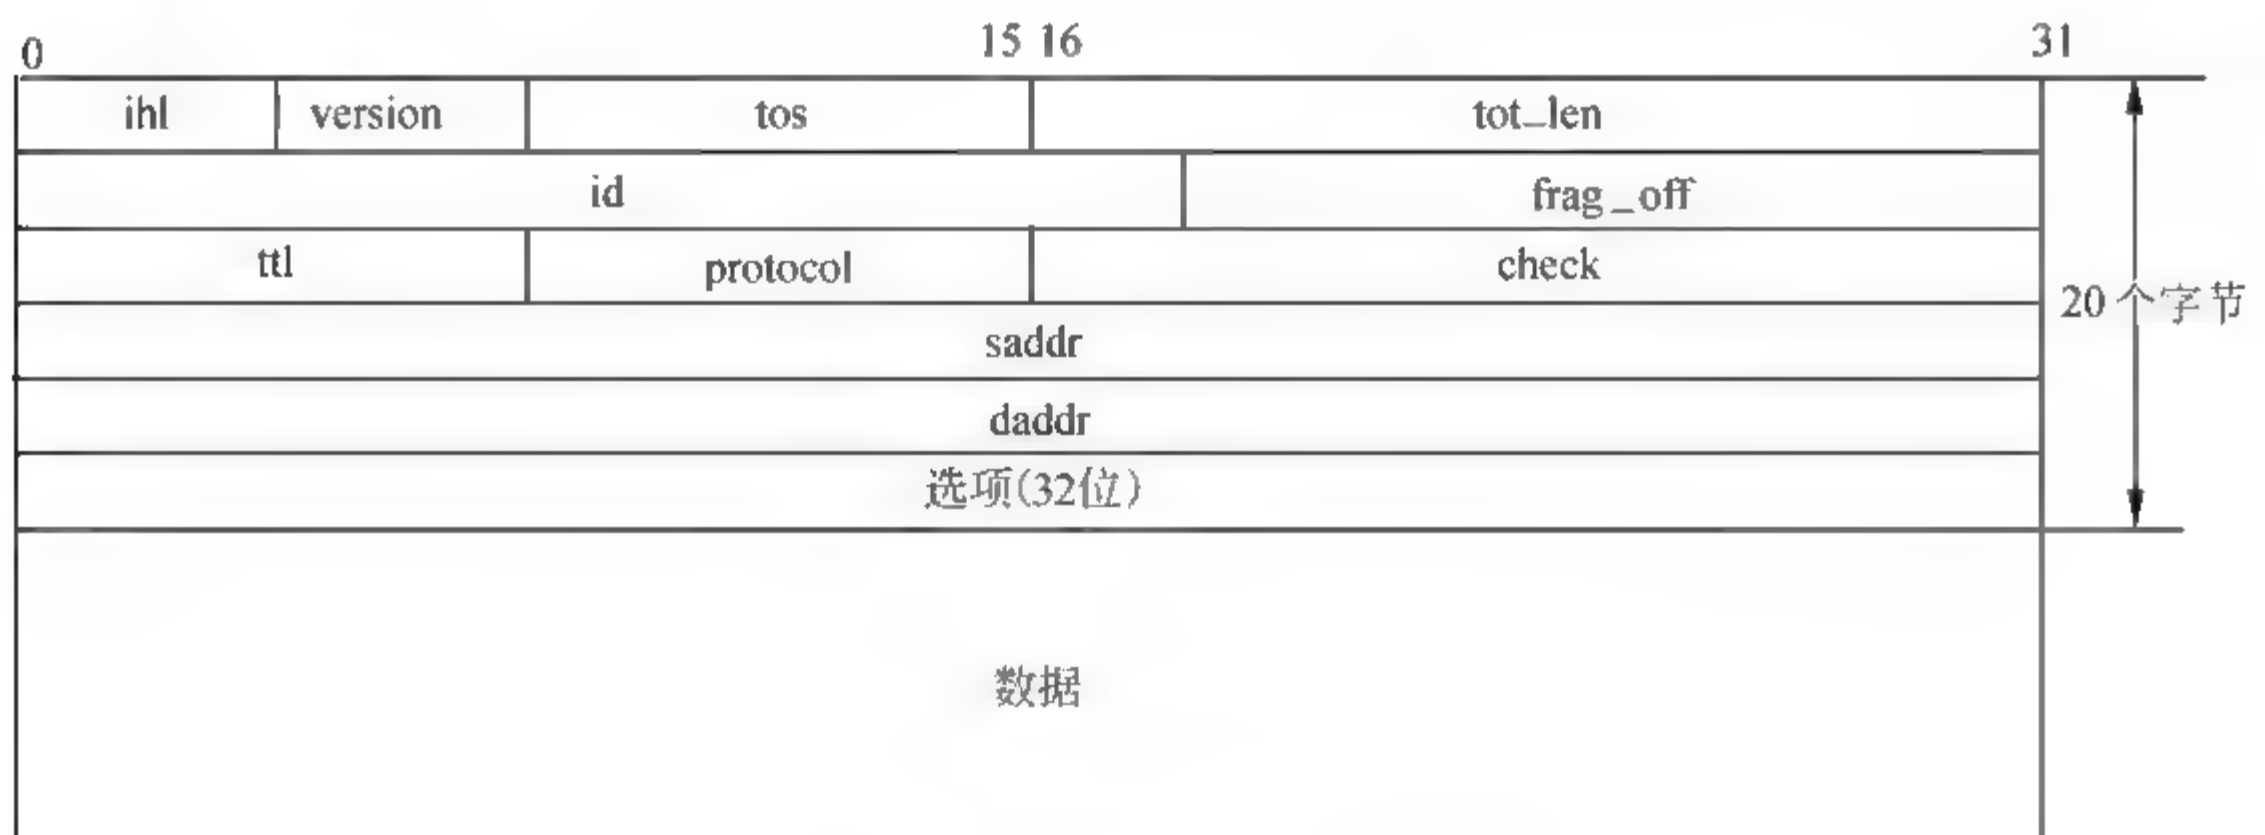 0 15 16 31
ihl version tos tot_len
id frag_off
ttl protocol check
20个字节
saddr
daddr
选项(32位)
数据